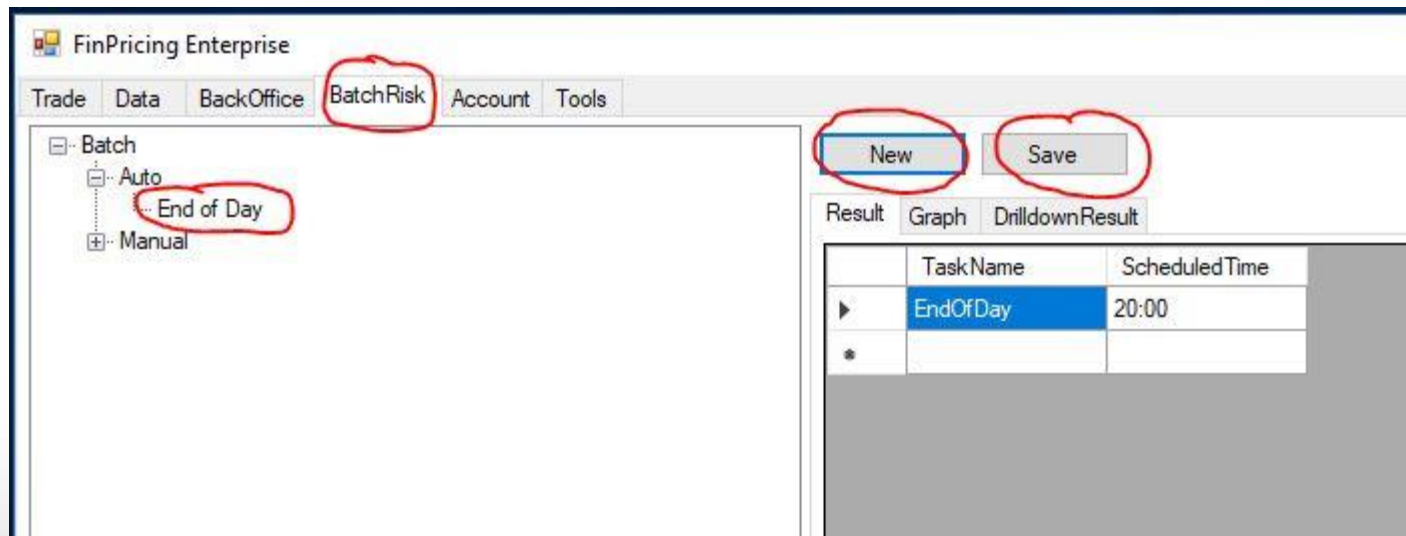 FinPricing Enterprise
Trade Data BackOffice BatchRisk Account Tools
Batch
Auto
End of Day
Manual
New Save
Result Graph DrilldownResult
TaskName ScheduledTime
EndOfDay 20:00